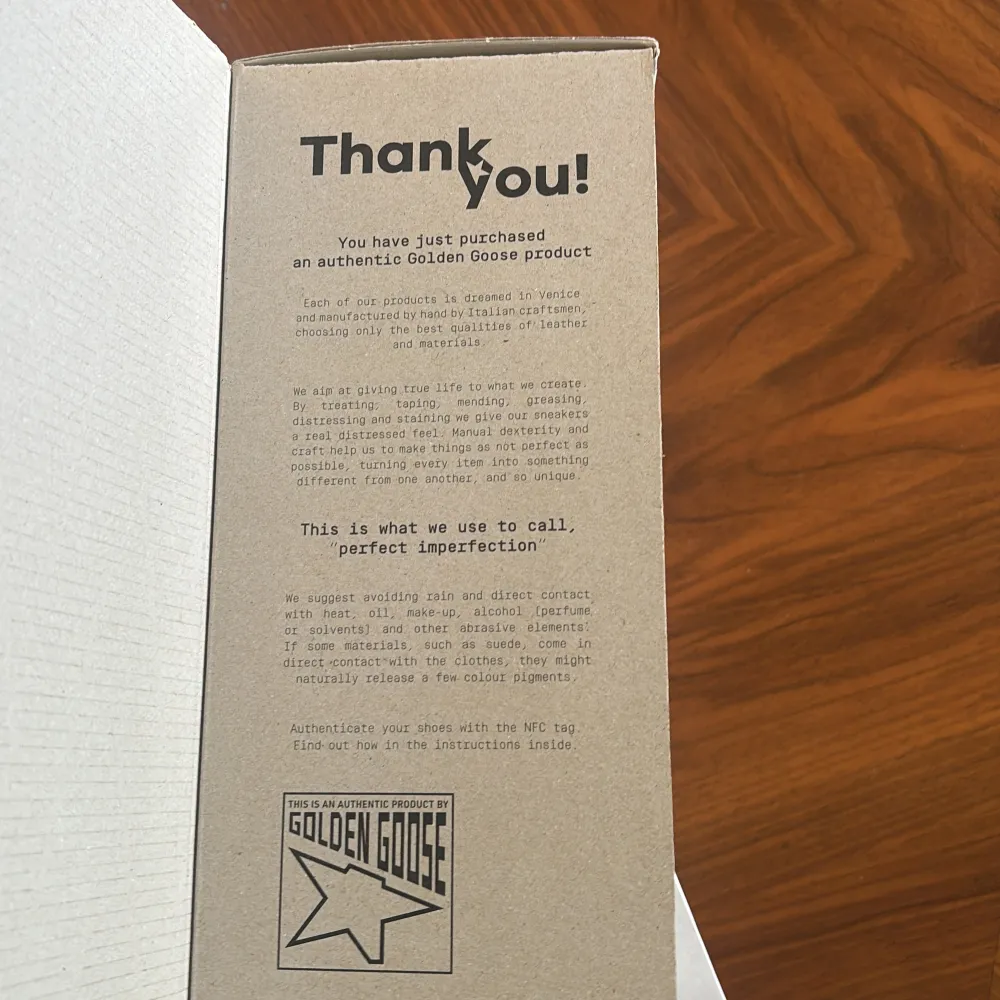 Thank
you!
You have just purchased
an authentic Golden Goose product
Each of our products is dreamed in Venice
and manufactured by hand by Italian craftsmen,
choosing only the best qualities of leather
and materials.
We aim at giving true life to what we create.
By treating, taping, mending, greasing,
distressing and staining we give our sneakers
a real distressed feel. Manual dexterity and
craft help us to make things as not perfect as
possible, turning every item into something
different from one another, and so unique.
This is what we use to call,
"perfect imperfection"
We suggest avoiding rain and direct contact
with heat, oil, make-up, alcohol (perfume
or solvents) and other abrasive elements.
If some materials, such as suede, come in
direct contact with the clothes, they might
naturally release a few colour pigments.
Authenticate your shoes with the NFC tag.
Find out how in the instructions inside.
THIS IS AN AUTHENTIC PRODUCT BY
GOLDEN GOOSE